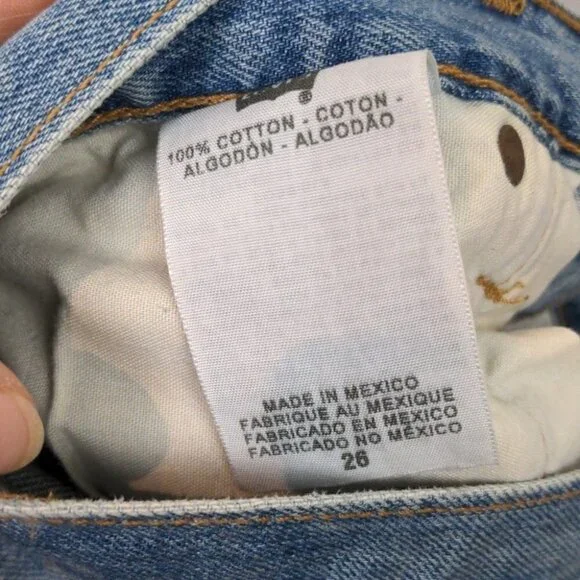 ®
100% COTTON - COTON -
ALGODÓN - ALGODÃO
MADE IN MEXICO
FABRIQUE AU MEXIQUE
FABRICADO EN MEXICO
FABRICADO NO MÉXICO
26